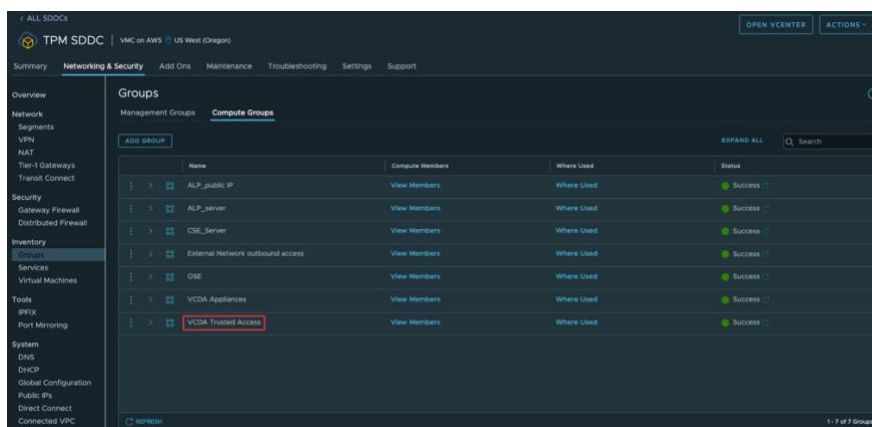 < ALL SDDCs
TPM SDDC | VMC on AWS US West (Oregon)
OPEN VCENTER ACTIONS
Summary Networking & Security Add Ons Maintenance Troubleshooting Settings Support
Overview
Network
Segments
VPN
NAT
Tier-1 Gateways
Transit Connect
Security
Gateway Firewall
Distributed Firewall
Inventory
Groups
Services
Virtual Machines
Tools
IPFIX
Port Mirroring
System
DNS
DHCP
Global Configuration
Public IPs
Direct Connect
Connected VPC
Groups
Management Groups Compute Groups
ADD GROUP EXPAND ALL Search
Name Compute Members Where Used Status
ALP_public IP View Members Where Used Success
ALP_server View Members Where Used Success
CSE_Server View Members Where Used Success
External Network outbound access View Members Where Used Success
OSE View Members Where Used Success
VCDA Appliances View Members Where Used Success
VCDA Trusted Access View Members Where Used Success
REFRESH 1 - 7 of 7 Groups